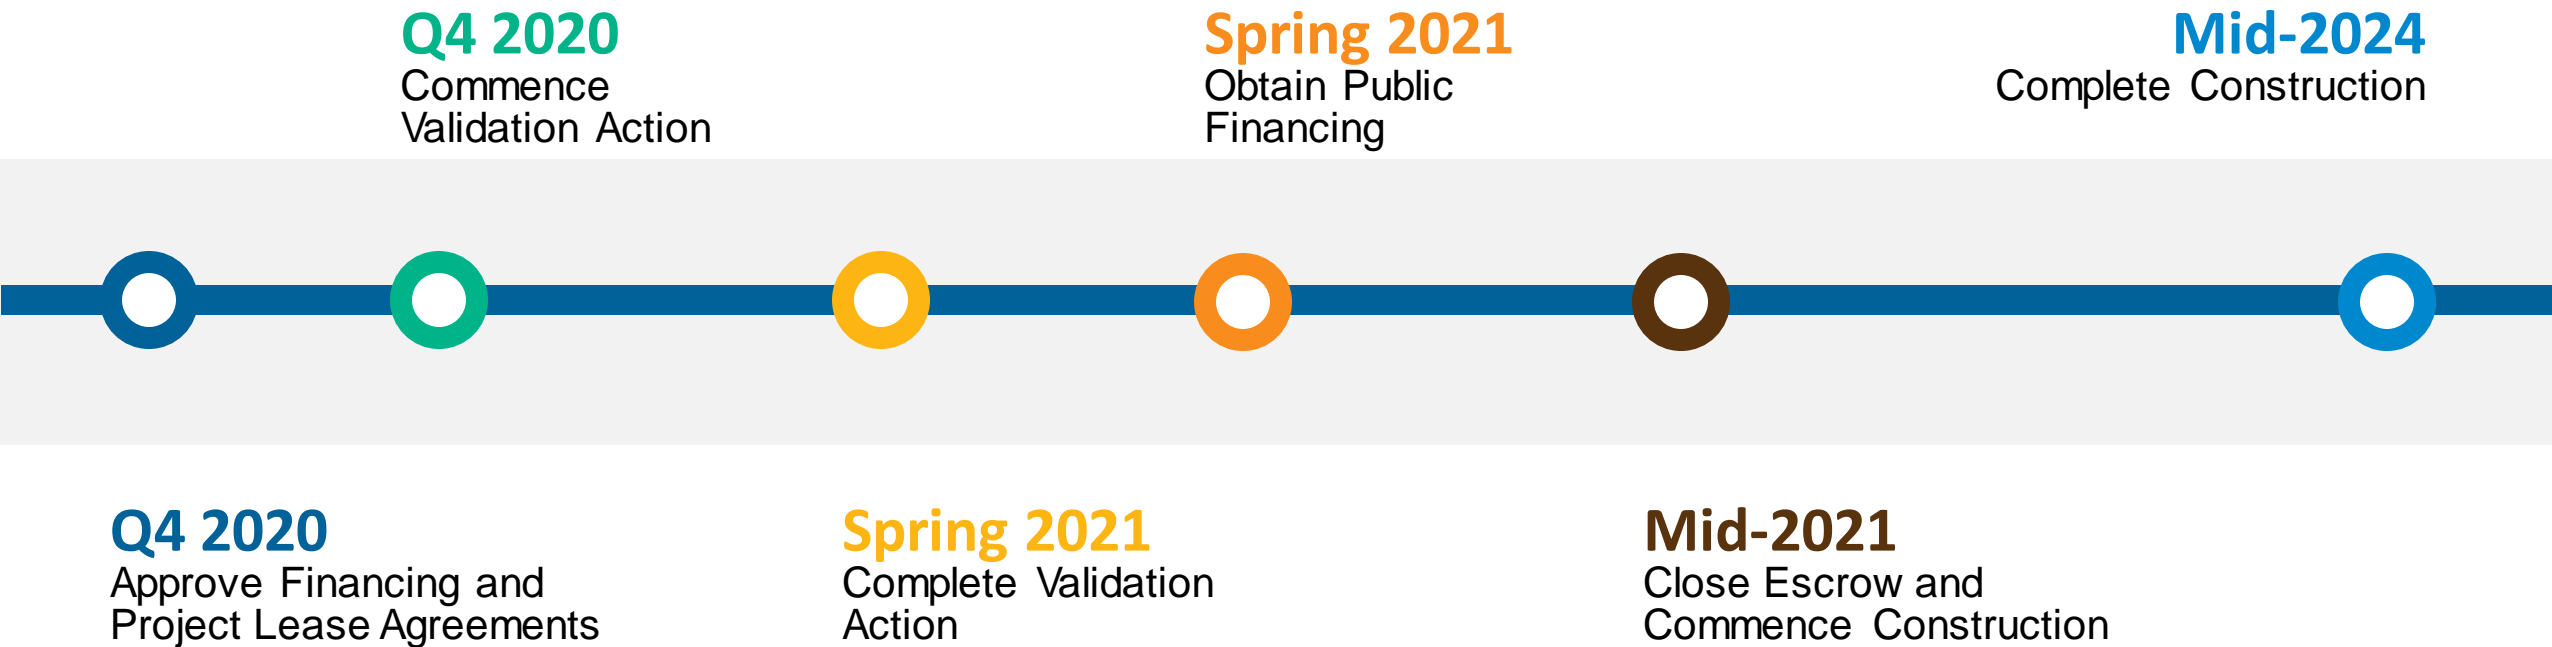 Q4 2020
Commence
Validation Action
Spring 2021
Obtain Public
Financing
Mid-2024
Complete Construction
Q4 2020
Approve Financing and
Project Lease Agreements
Spring 2021
Complete Validation
Action
Mid-2021
Close Escrow and
Commence Construction